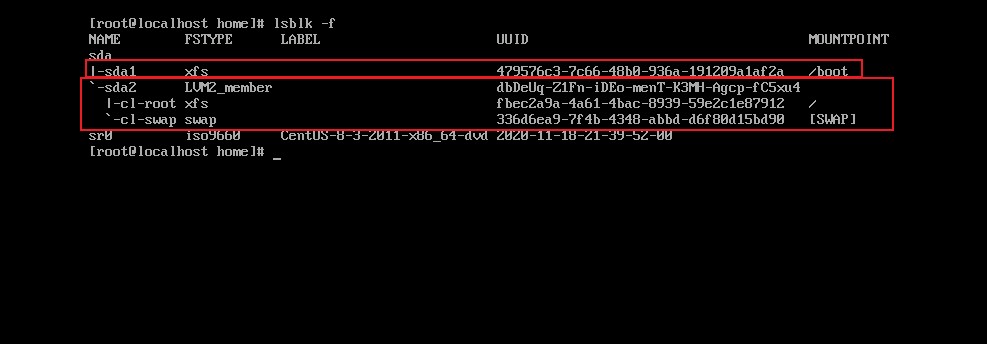 [root@localhost home]# lsblk -f
NAME FSTYPE LABEL UUID MOUNTPOINT
sda
|-sda1 xfs 479576c3-7c66-48b0-936a-191209a1af2a /boot
`-sda2 LVM2_member dbDeUq-Z1Fn-iDEo-menT-K3MH-Agcp-fC5xu4
|-cl-root xfs fbec2a9a-4a61-4bac-8939-59e2c1e87912 /
`-cl-swap swap 336d6ea9-7f4b-4348-abbd-d6f80d15bd90 [SWAP]
sr0 iso9660 CentOS-8-3-2011-x86_64-dvd 2020-11-18-21-39-52-00
[root@localhost home]# _